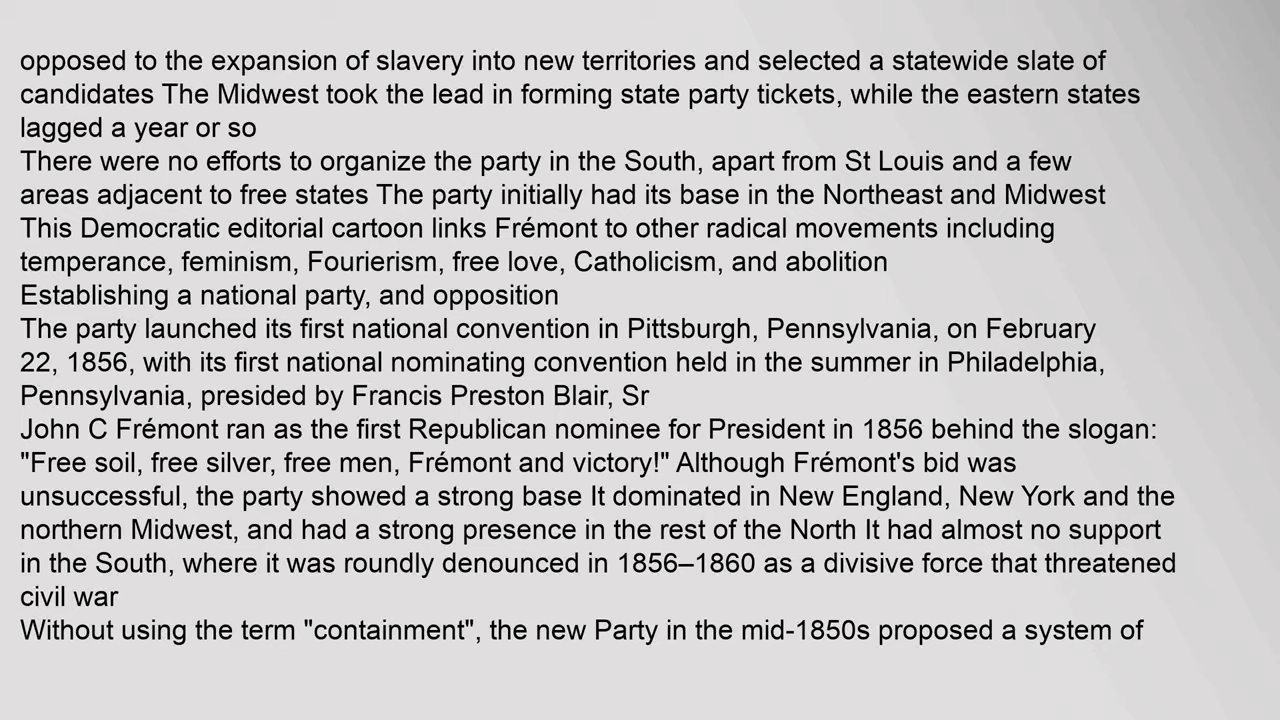 opposed to the expansion of slavery into new territories and selected a statewide slate of
candidates The Midwest took the lead in forming state party tickets, while the eastern states
lagged a year or so
There were no efforts to organize the party in the South, apart from St Louis and a few
areas adjacent to free states The party initially had its base in the Northeast and Midwest
This Democratic editorial cartoon links Frémont to other radical movements including
temperance, feminism, Fourierism, free love, Catholicism, and abolition
Establishing a national party, and opposition
The party launched its first national convention in Pittsburgh, Pennsylvania, on February
22, 1856, with its first national nominating convention held in the summer in Philadelphia,
Pennsylvania, presided by Francis Preston Blair, Sr
John C Frémont ran as the first Republican nominee for President in 1856 behind the slogan:
"Free soil, free silver, free men, Frémont and victory!" Although Frémont's bid was
unsuccessful, the party showed a strong base It dominated in New England, New York and the
northern Midwest, and had a strong presence in the rest of the North It had almost no support
in the South, where it was roundly denounced in 1856–1860 as a divisive force that threatened
civil war
Without using the term "containment", the new Party in the mid-1850s proposed a system of